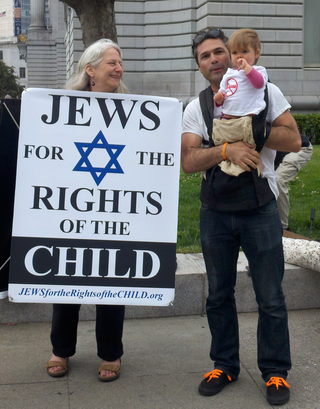 JEWS
FOR THE
RIGHTS
OF THE
CHILD
JEWSfortheRightsoftheCHILD.org